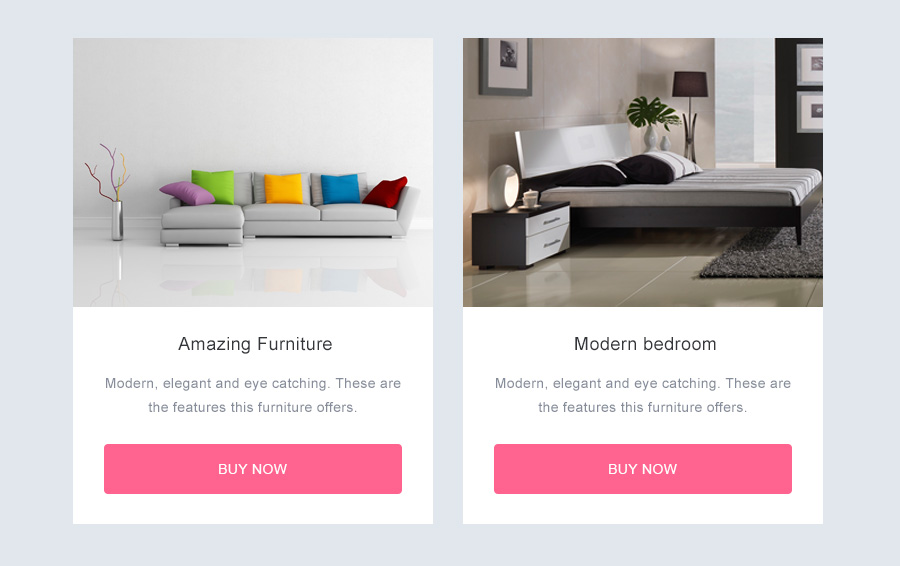 Amazing Furniture
Modern, elegant and eye catching. These are
the features this furniture offers.
BUY NOW
Modern bedroom
Modern, elegant and eye catching. These are
the features this furniture offers.
BUY NOW